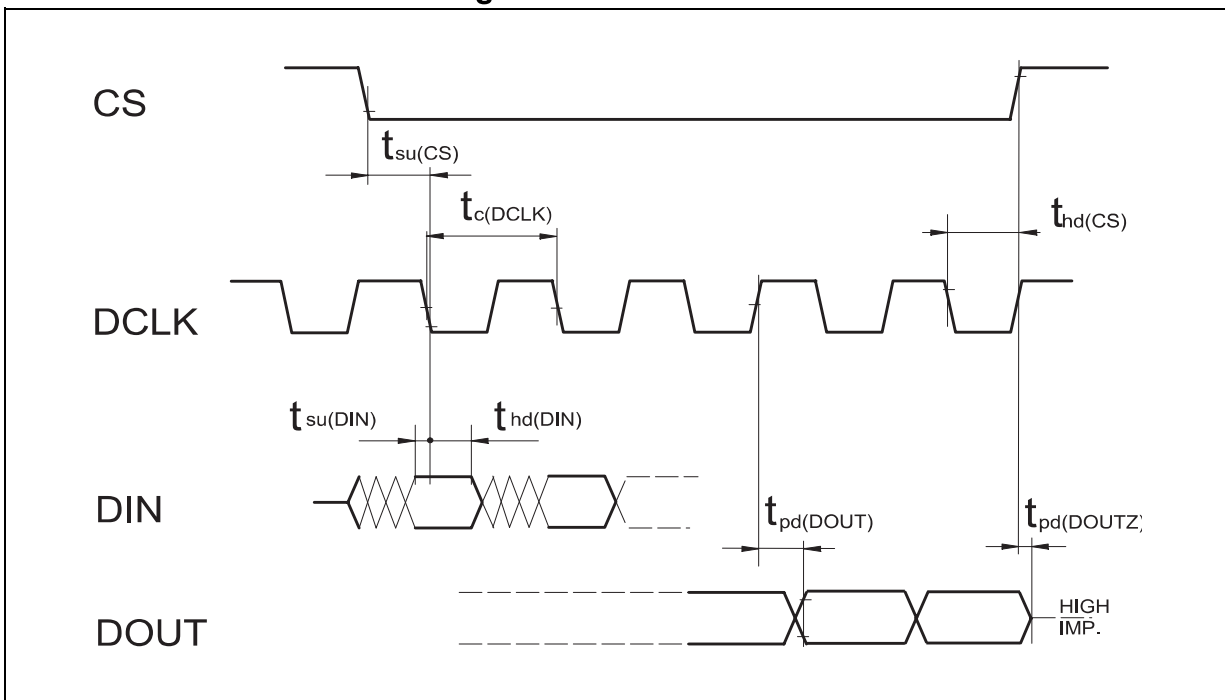 CS
tsu(CS)
tc(DCLK)
thd(CS)
DCLK
tsu(DIN)
thd(DIN)
DIN
tpd(DOUT)
tpd(DOUTZ)
DOUT
HIGH
IMP.